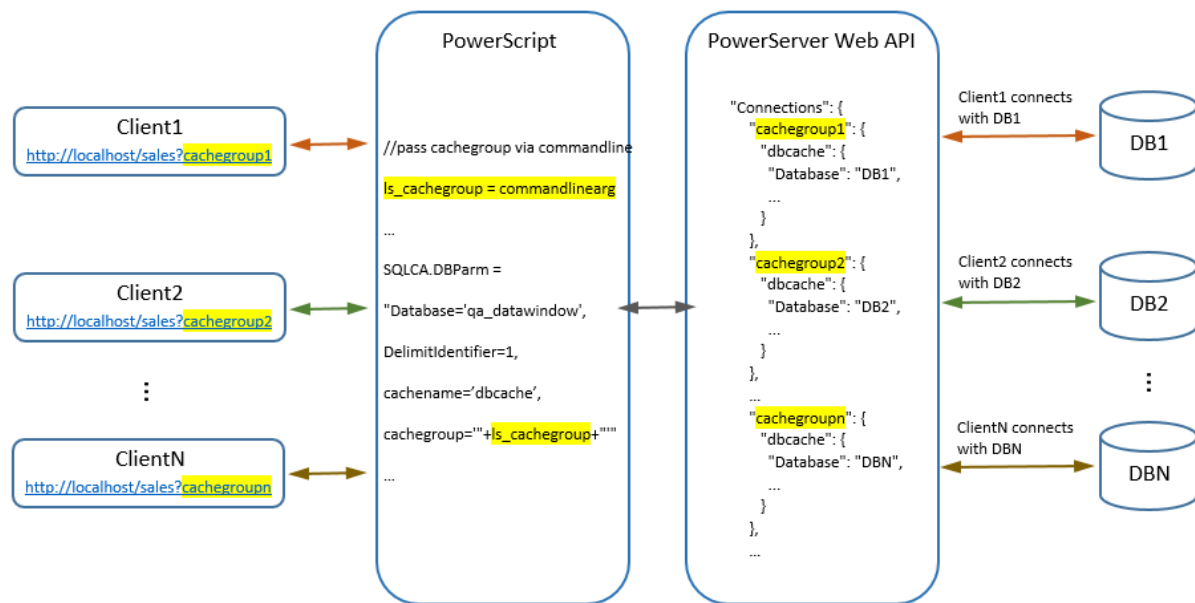 Client1
http://localhost/sales?cachegroup1
Client2
http://localhost/sales?cachegroup2
...
ClientN
http://localhost/sales?cachegroupn
PowerScript
//pass cachegroup via commandline
ls_cachegroup = commandlinearg
...
SQLCA.DBParm =
"Database='qa_datawindow',
DelimitIdentifier=1,
cachename='dbcache',
cachegroup='"+ls_cachegroup+"'"
...
PowerServer Web API
"Connections": {
"cachegroup1": {
"dbcache": {
"Database": "DB1",
...
}
},
"cachegroup2": {
"dbcache": {
"Database": "DB2",
...
}
},
...
"cachegroupn": {
"dbcache": {
"Database": "DBN",
...
}
},
...
Client1 connects
with DB1
DB1
Client2 connects
with DB2
DB2
...
ClientN connects
with DBN
DBN